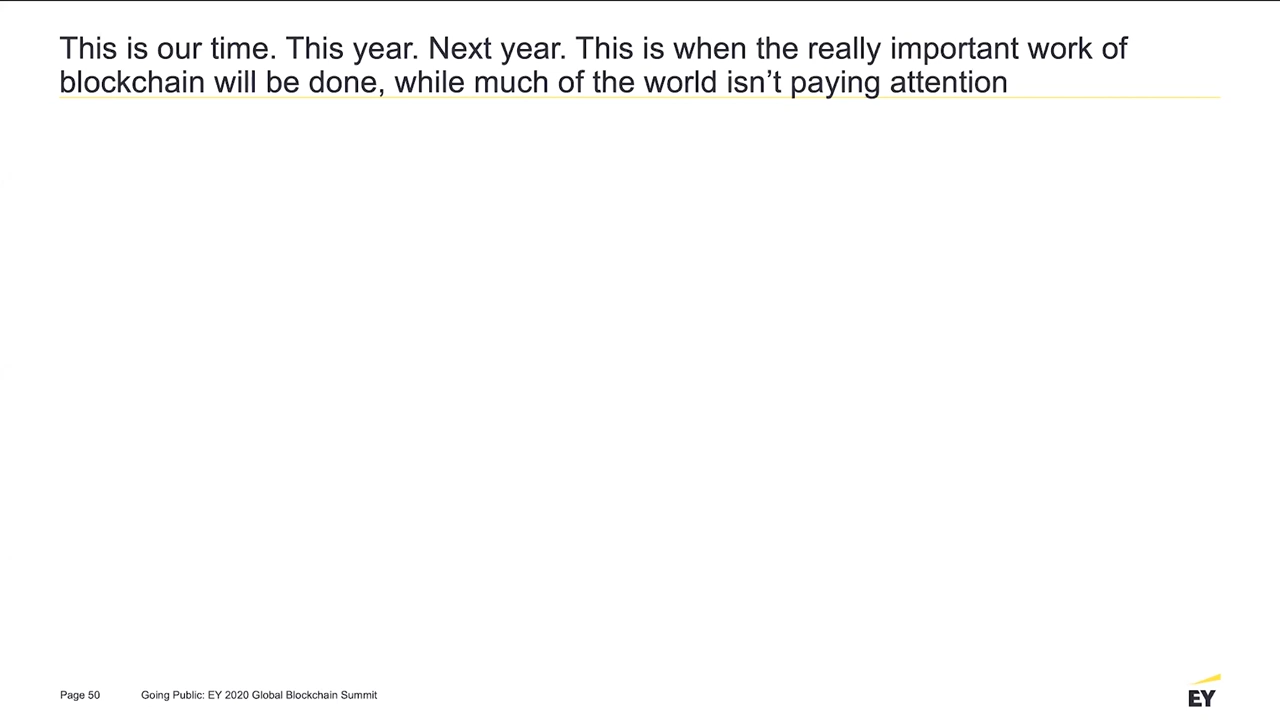 This is our time. This year. Next year. This is when the really important work of
blockchain will be done, while much of the world isn’t paying attention
Page 50 Going Public: EY 2020 Global Blockchain Summit
EY